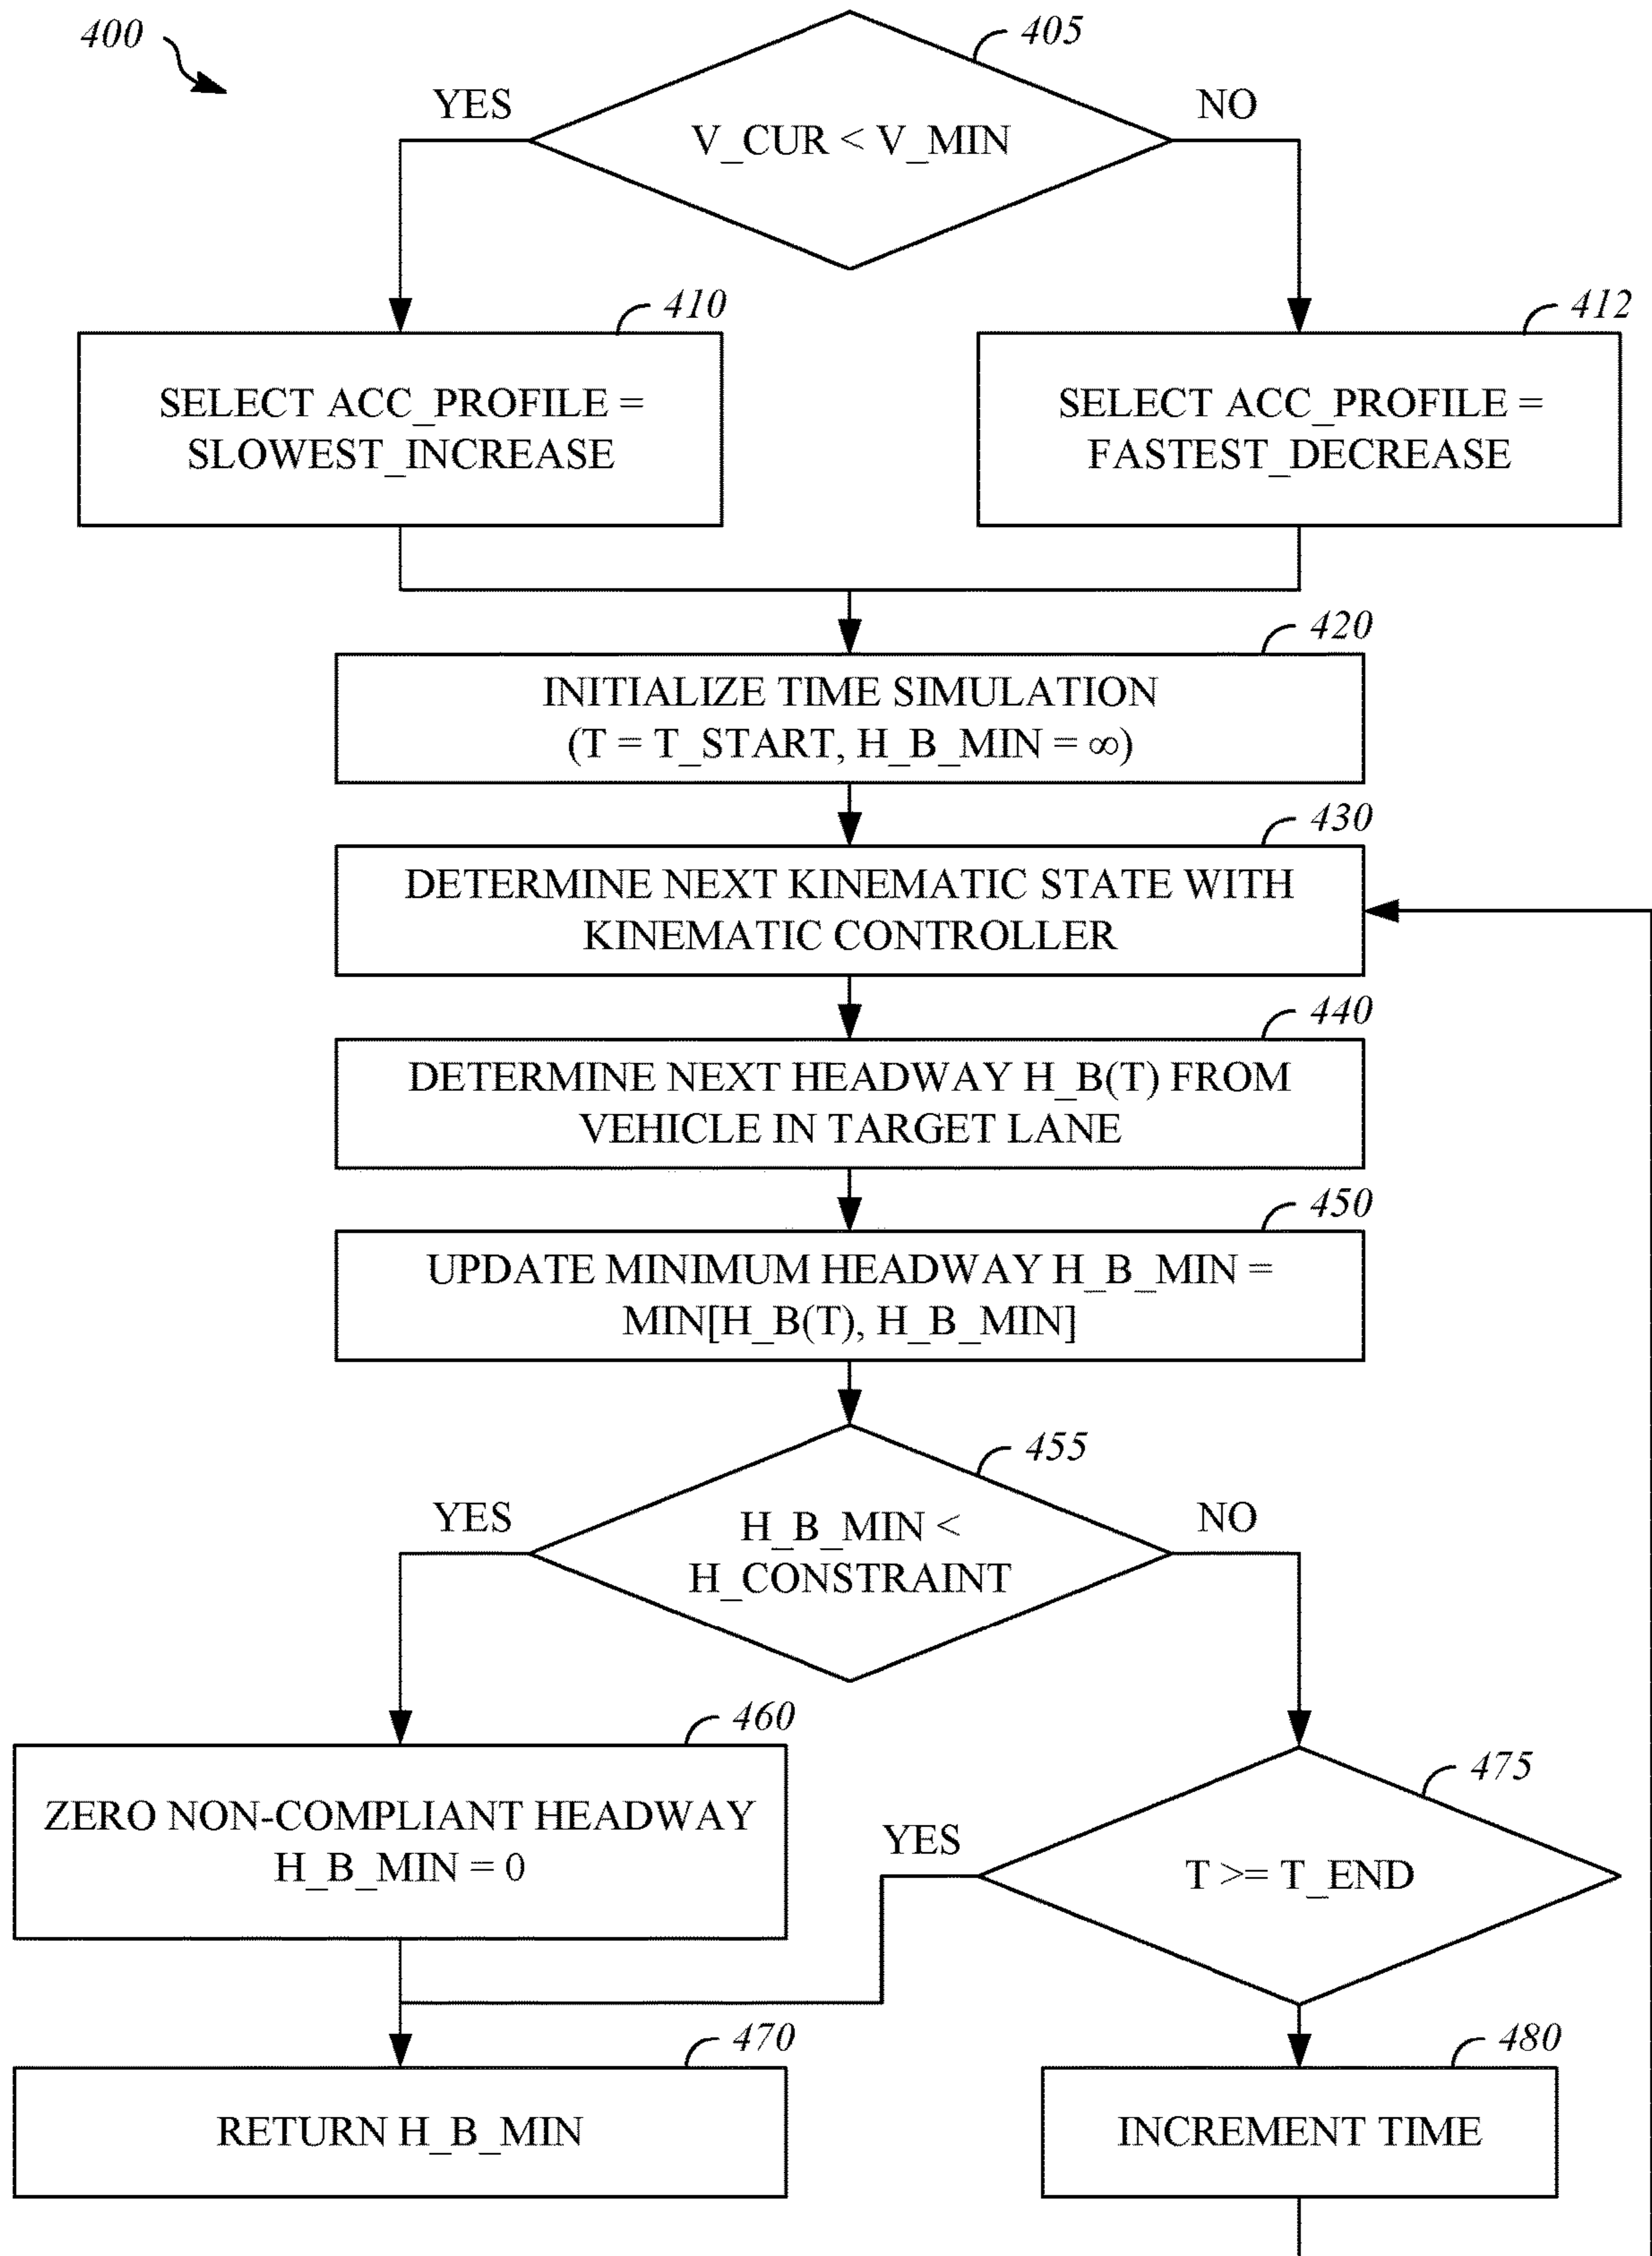 400
405
YES
NO
V_CUR < V_MIN
410
412
SELECT ACC_PROFILE =
SLOWEST_INCREASE
SELECT ACC_PROFILE =
FASTEST_DECREASE
420
INITIALIZE TIME SIMULATION
(T = T_START, H_B_MIN = ∞)
430
DETERMINE NEXT KINEMATIC STATE WITH
KINEMATIC CONTROLLER
440
DETERMINE NEXT HEADWAY H_B(T) FROM
VEHICLE IN TARGET LANE
450
UPDATE MINIMUM HEADWAY H_B_MIN =
MIN[H_B(T), H_B_MIN]
455
YES
NO
H_B_MIN <
H_CONSTRAINT
460
ZERO NON-COMPLIANT HEADWAY
H_B_MIN = 0
475
YES
T >= T_END
470
RETURN H_B_MIN
480
INCREMENT TIME